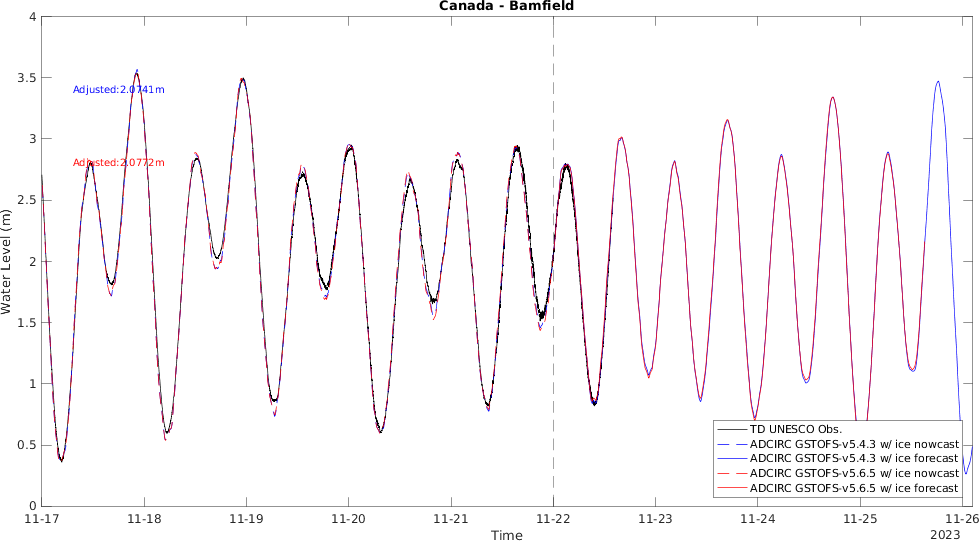 Canada - Bamfield
4
3.5
3
2.5
2
1.5
1
0.5
0
Water Level (m)
Adjusted:2.0741m
Adjusted:2.0772m
TD UNESCO Obs.
ADCIRC GSTOFS-v5.4.3 w/ ice nowcast
ADCIRC GSTOFS-v5.4.3 w/ ice forecast
ADCIRC GSTOFS-v5.6.5 w/ ice nowcast
ADCIRC GSTOFS-v5.6.5 w/ ice forecast
11-17 11-18 11-19 11-20 11-21 11-22 11-23 11-24 11-25 11-26
Time 2023